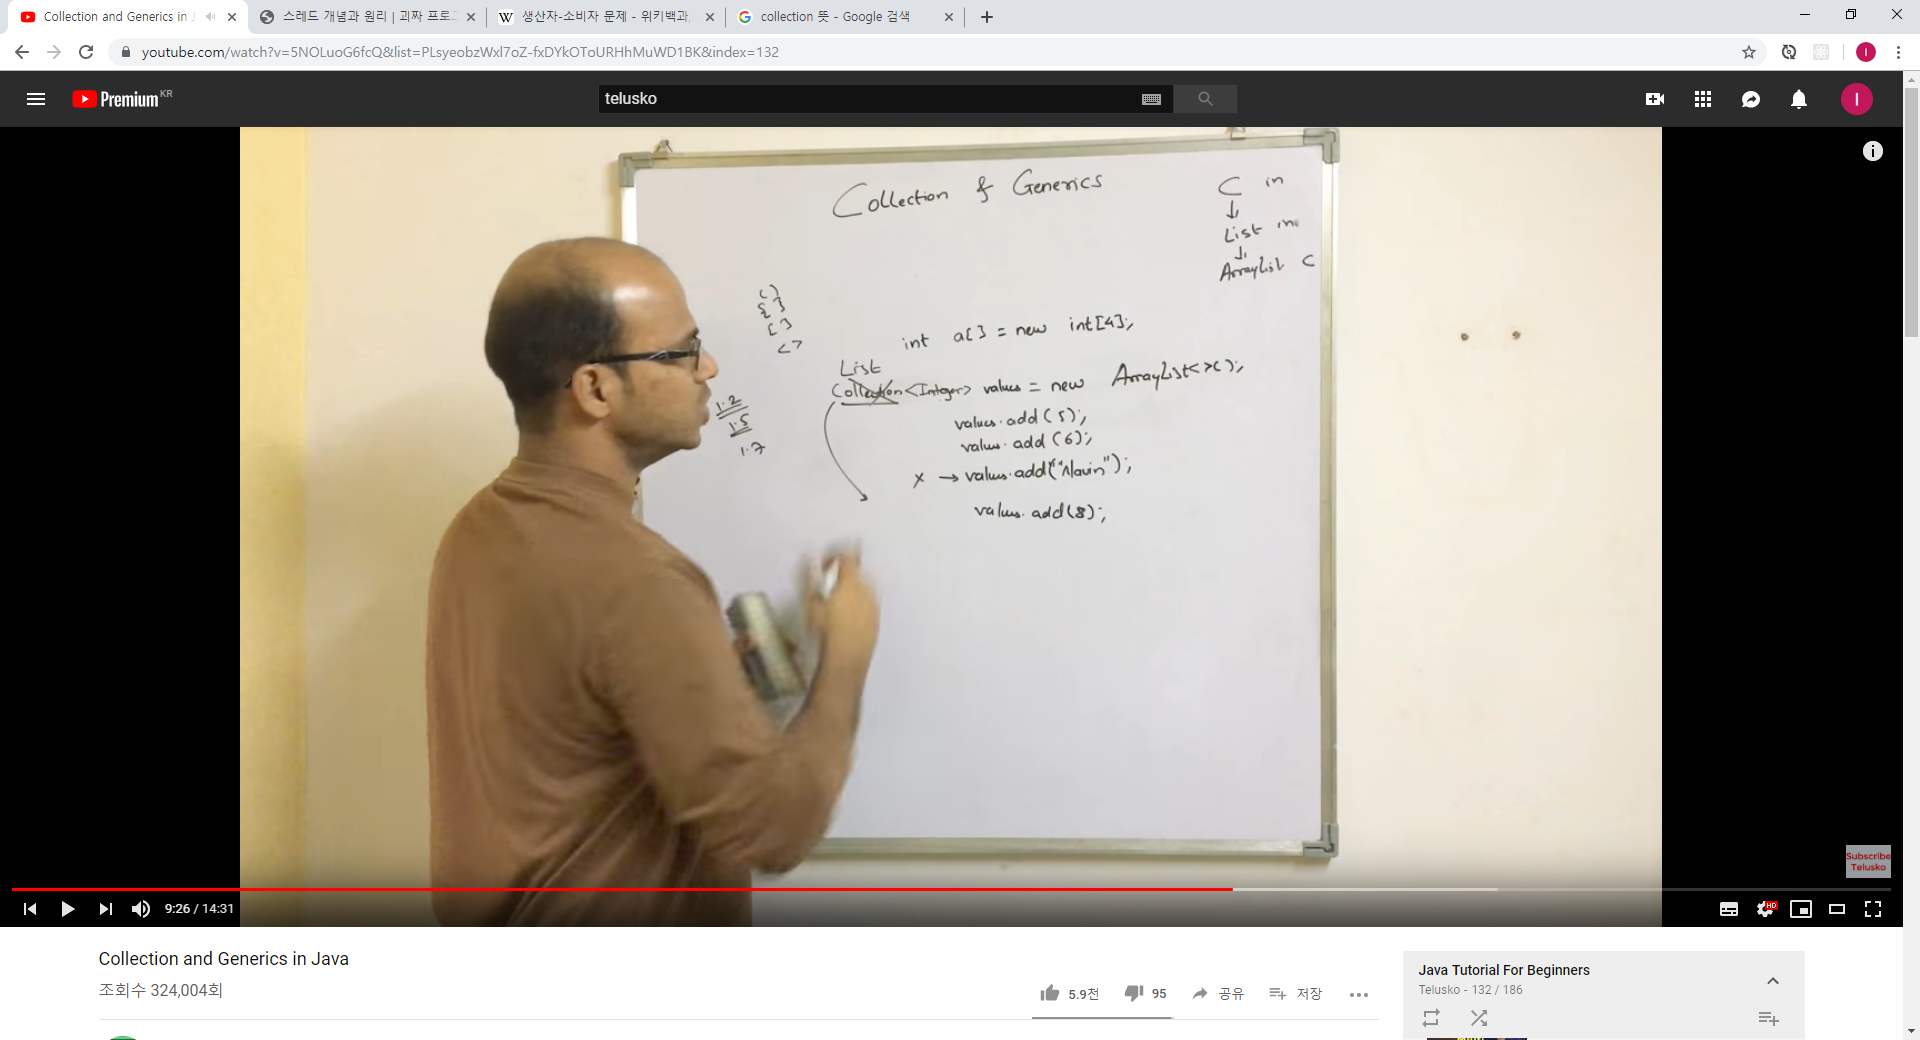 Collection and Generics in J
스레드 개념과 원리 | 괴짜 프로그
생산자-소비자 문제 - 위키백과,
collection 뜻 - Google 검색
youtube.com/watch?v=5NOLuoG6fcQ&list=PLsyeobzWxl7oZ-fxDYkOToURHhMuWD1BK&index=132
Premium KR
telusko
I
Collection & Generics
C in
List in
ArrayList C
( )
{ }
[ ]
< >
int a[] = new int[4];
List
Collection <Integer> values = new ArrayList<>();
1.2
1.5
1.7
values.add(5);
values.add(6);
x → values.add("Navin");
values.add(8);
Subscribe
Telusko
9:26 / 14:31
HD
Collection and Generics in Java
조회수 324,004회
5.9천
95
공유
저장
Java Tutorial For Beginners
Telusko - 132 / 186